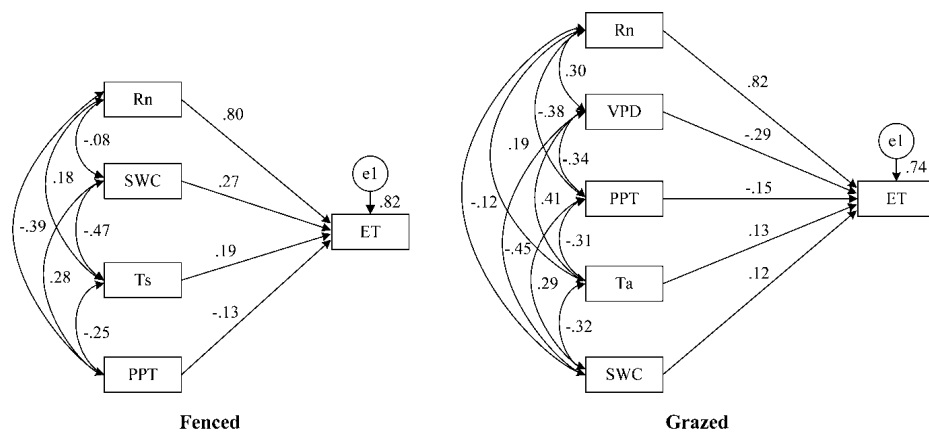 Rn
.80
-.08
.18
SWC
.27
e1
.82
ET
-.39
-.47
.28
Ts
.19
-.25
-.13
PPT
Fenced
Rn
.30
.82
-.38
VPD
-.29
.19
-.34
e1
.74
ET
-.12
.41
PPT
-.15
-.45
-.31
.13
.29
Ta
.12
-.32
SWC
Grazed